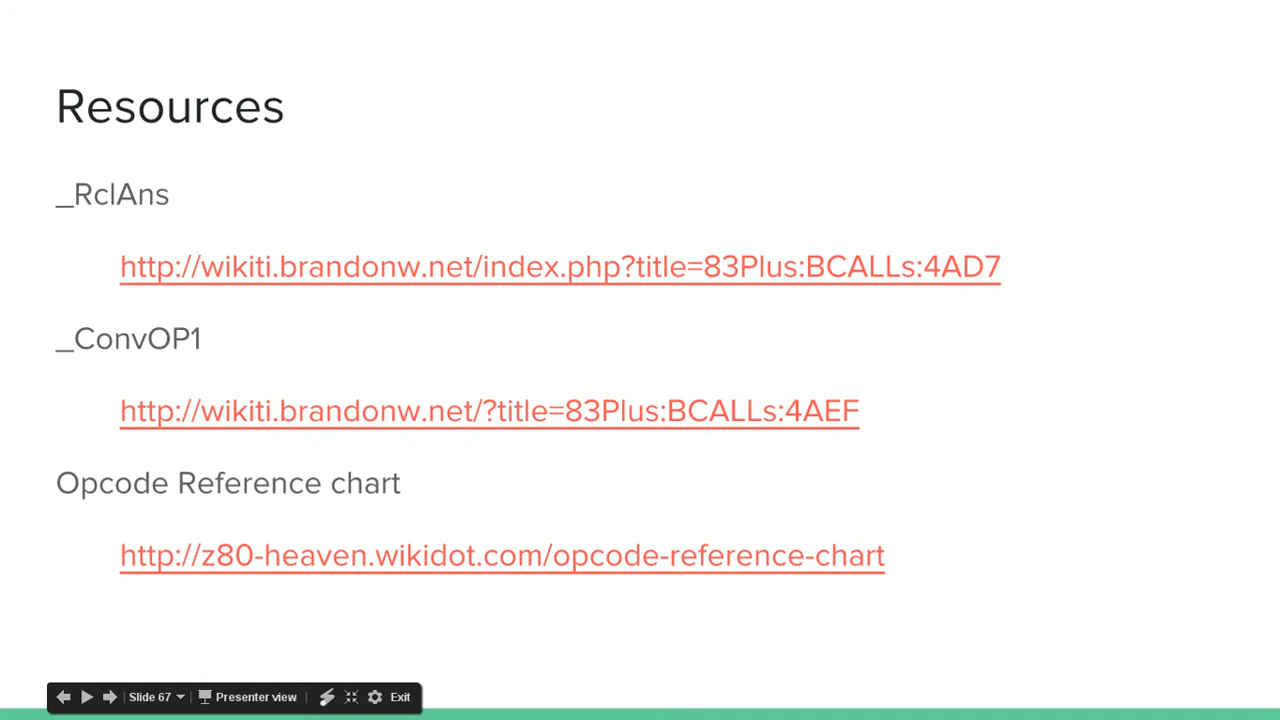 Resources
_RclAns
http://wikiti.brandonw.net/index.php?title=83Plus:BCALLs:4AD7
_ConvOP1
http://wikiti.brandonw.net/?title=83Plus:BCALLs:4AEF
Opcode Reference chart
http://z80-heaven.wikidot.com/opcode-reference-chart
Slide 67 Presenter view Exit